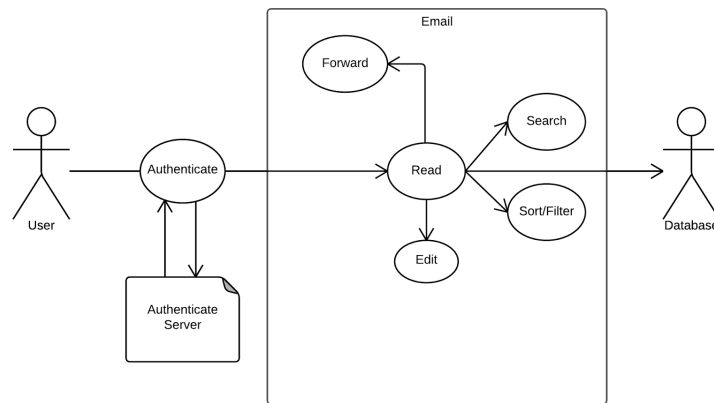 Email
Forward
Search
Authenticate
Read
Sort/Filter
User
Database
Edit
Authenticate
Server